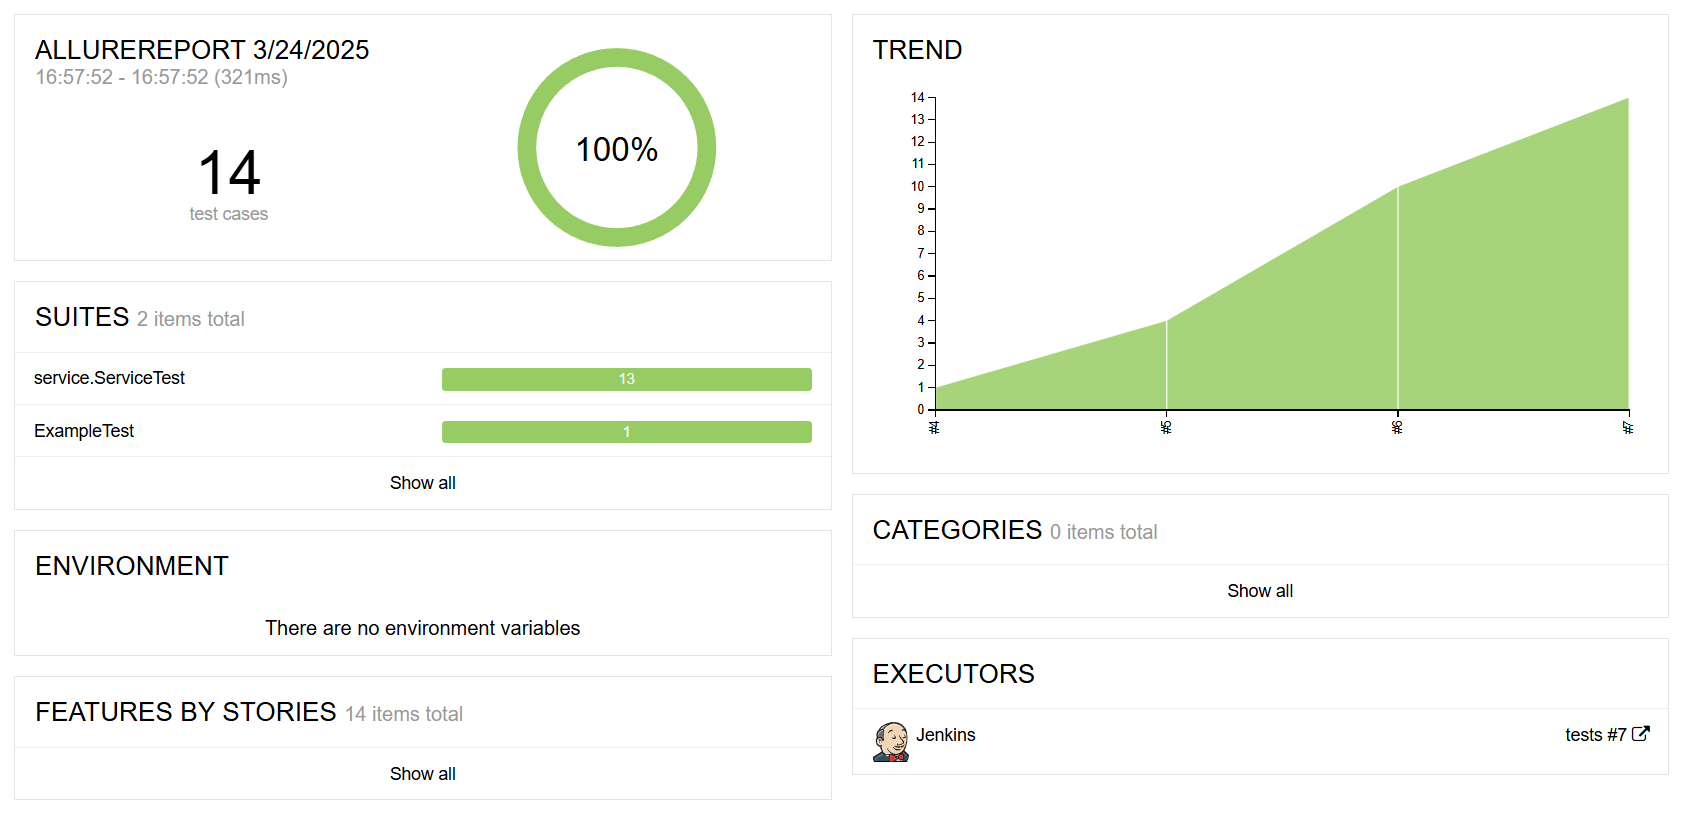 ALLUREREPORT 3/24/2025
16:57:52 - 16:57:52 (321ms)
14
test cases
100%
SUITES 2 items total
service.ServiceTest 13
ExampleTest 1
Show all
ENVIRONMENT
There are no environment variables
FEATURES BY STORIES 14 items total
Show all
TREND
14
13
12
11
10
9
8
7
6
5
4
3
2
1
0
#4 #5 #6 #7
CATEGORIES 0 items total
Show all
EXECUTORS
Jenkins tests #7